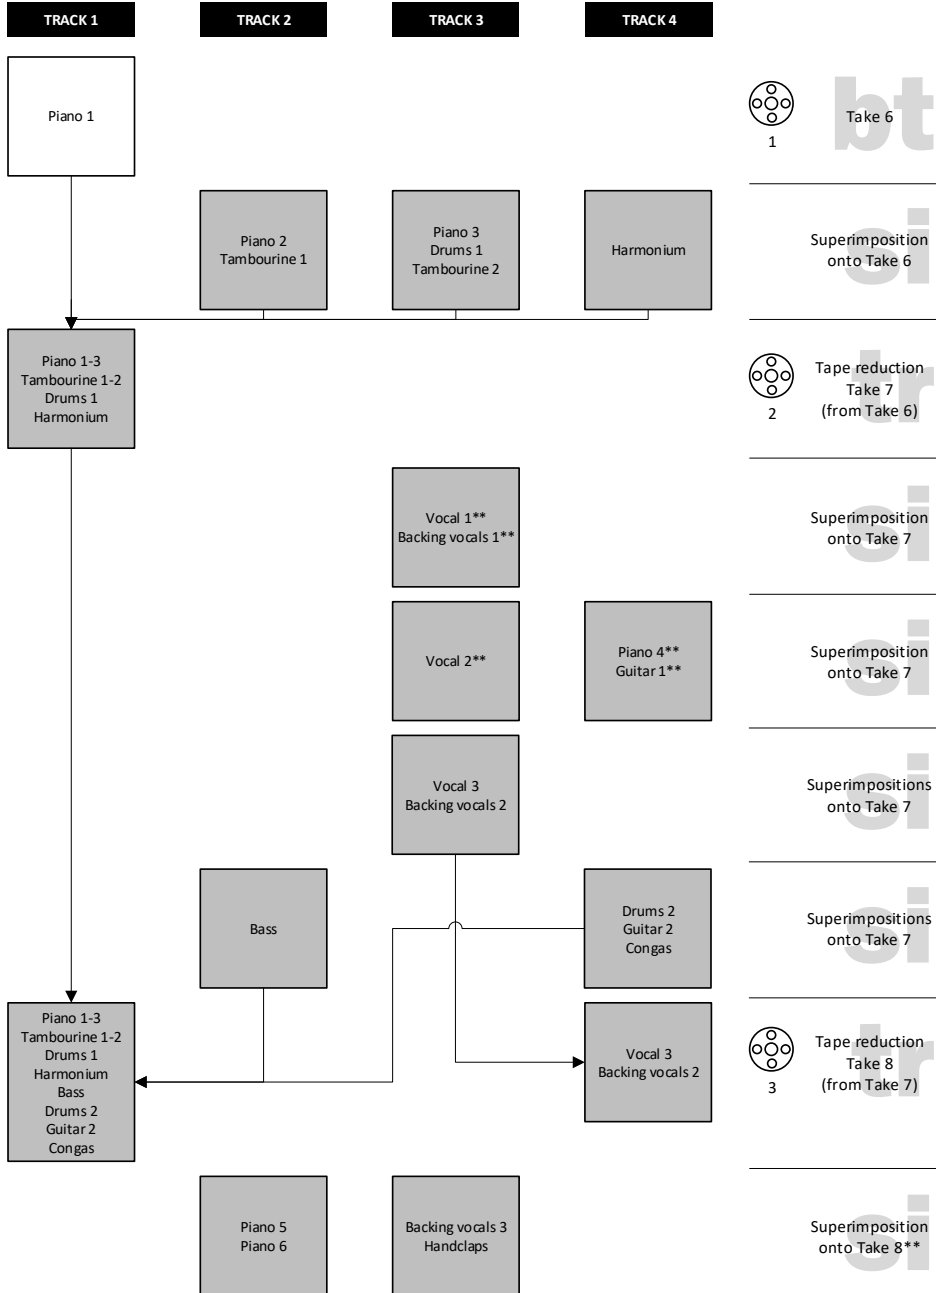 TRACK 1
TRACK 2
TRACK 3
TRACK 4
Piano 1
1
bt
Take 6
Piano 2
Tambourine 1
Piano 3
Drums 1
Tambourine 2
Harmonium
si
Superimposition
onto Take 6
Piano 1-3
Tambourine 1-2
Drums 1
Harmonium
2
tr
Tape reduction
Take 7
(from Take 6)
Vocal 1**
Backing vocals 1**
si
Superimposition
onto Take 7
Vocal 2**
Piano 4**
Guitar 1**
si
Superimposition
onto Take 7
Vocal 3
Backing vocals 2
si
Superimpositions
onto Take 7
Bass
Drums 2
Guitar 2
Congas
si
Superimpositions
onto Take 7
Piano 1-3
Tambourine 1-2
Drums 1
Harmonium
Bass
Drums 2
Guitar 2
Congas
Vocal 3
Backing vocals 2
3
tr
Tape reduction
Take 8
(from Take 7)
Piano 5
Piano 6
Backing vocals 3
Handclaps
si
Superimposition
onto Take 8**